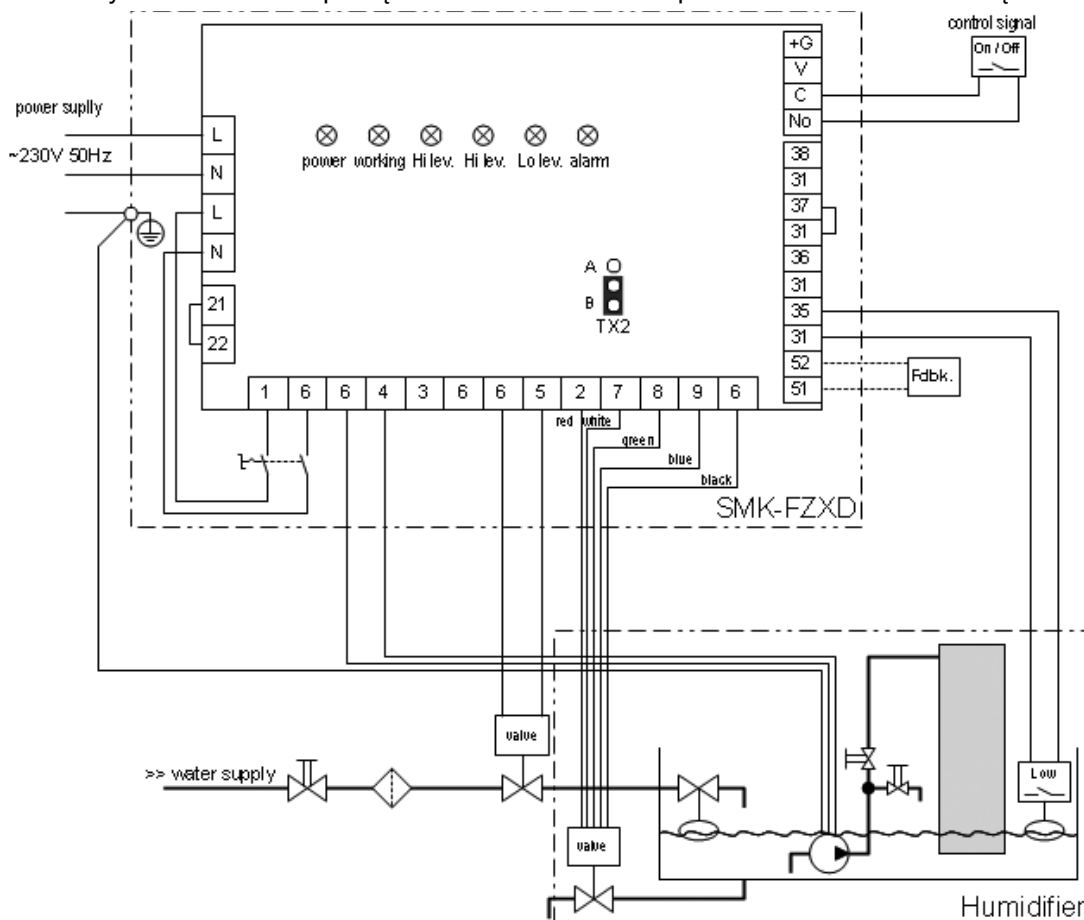 control signal
On / Off
+G
V
C
No
power suplly
~230V 50Hz
L
N
L
N
21
22
power working Hi lev. Hi lev. Lo lev. alarm
38
31
37
31
36
31
35
31
52
51
A
B
TX2
Fdbk.
1 6 6 4 3 6 6 5 2 7 8 9 6
red white
green
blue
black
SMK-FZXD
valve
>> water supply
Low
valve
Humidifier